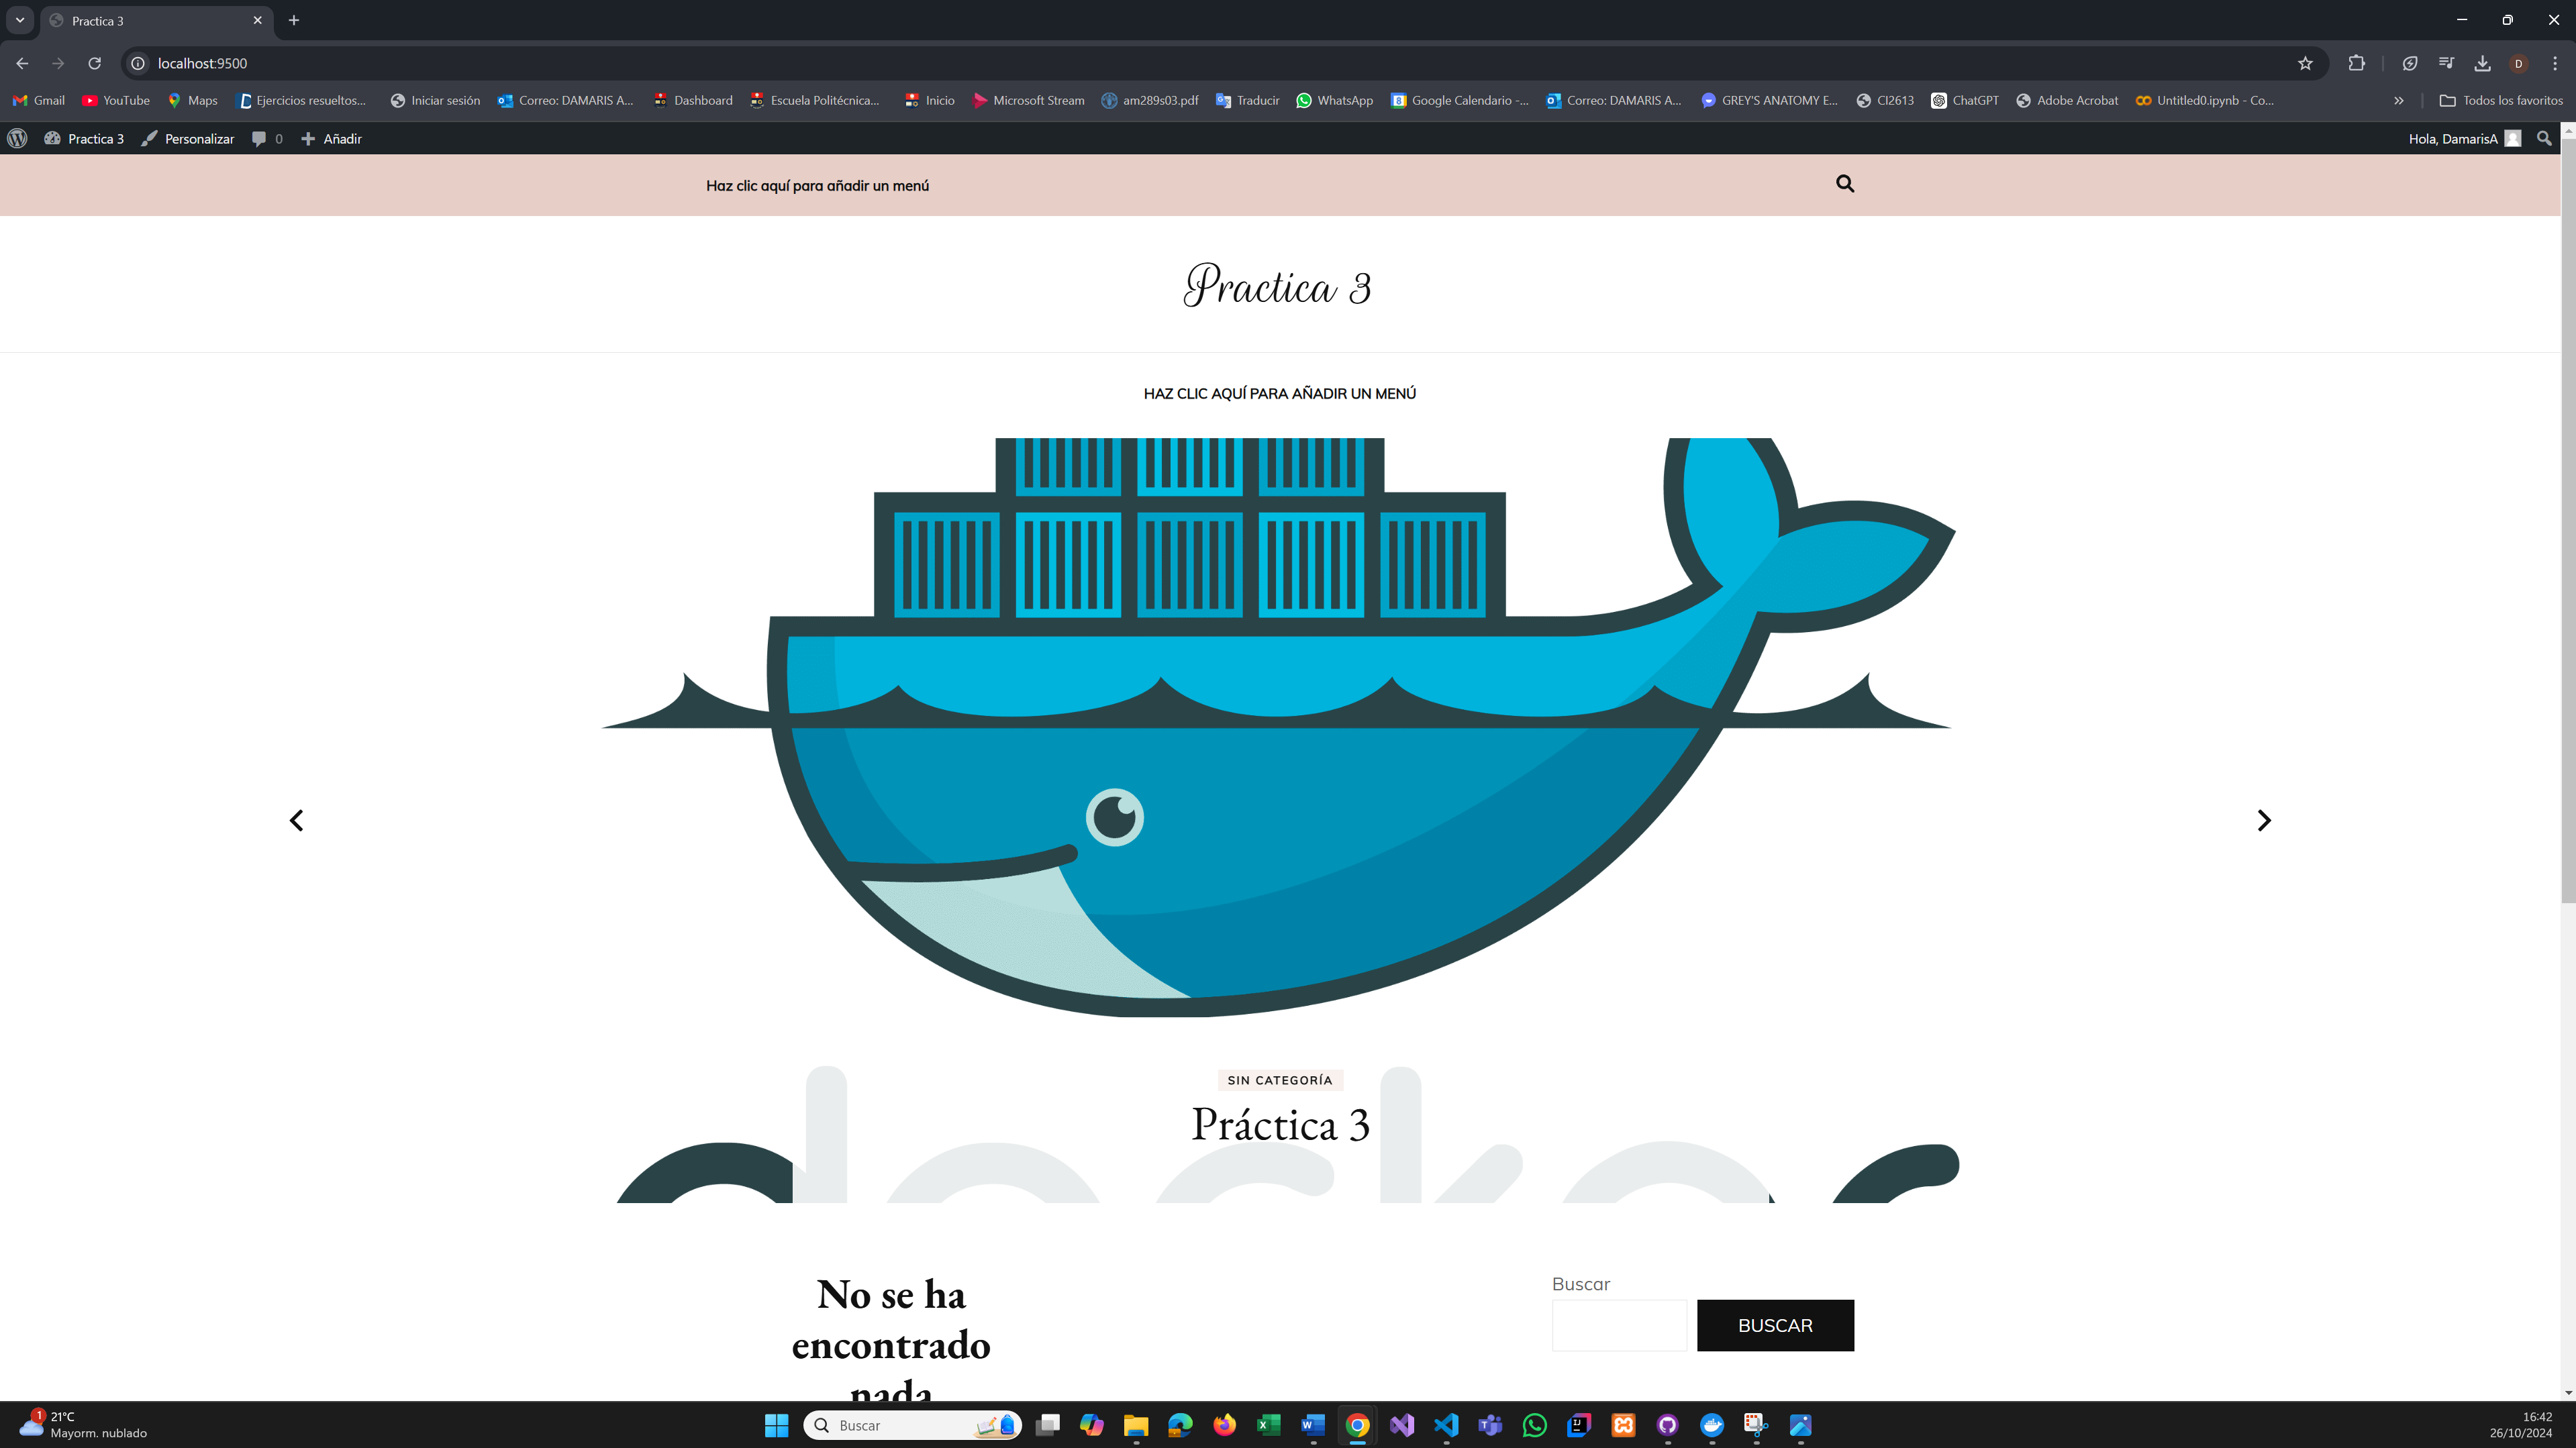 Practica 3
localhost:9500
Gmail YouTube Maps Ejercicios resueltos... Iniciar sesión Correo: DAMARIS A... Dashboard Escuela Politécnica... Inicio Microsoft Stream am289s03.pdf Traducir WhatsApp Google Calendario -... Correo: DAMARIS A... GREY'S ANATOMY E... CI2613 ChatGPT Adobe Acrobat Untitled0.ipynb - Co... » Todos los favoritos
Practica 3 Personalizar 0 Añadir Hola, DamarisA
Haz clic aquí para añadir un menú
Practica 3
HAZ CLIC AQUÍ PARA AÑADIR UN MENÚ
SIN CATEGORÍA
Práctica 3
docker
No se ha
encontrado
nada
Buscar
BUSCAR
1 21°C
Mayorm. nublado
Buscar
16:42
26/10/2024